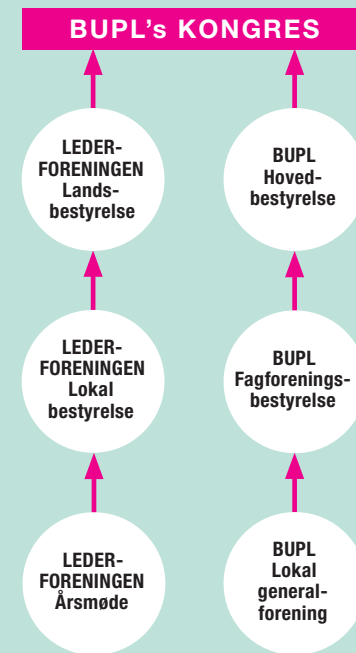 BUPL's KONGRES
LEDER-
FORENINGEN
Lands-
bestyrelse
BUPL
Hoved-
bestyrelse
LEDER-
FORENINGEN
Lokal
bestyrelse
BUPL
Fagforenings-
bestyrelse
LEDER-
FORENINGEN
Årsmøde
BUPL
Lokal
general-
forening